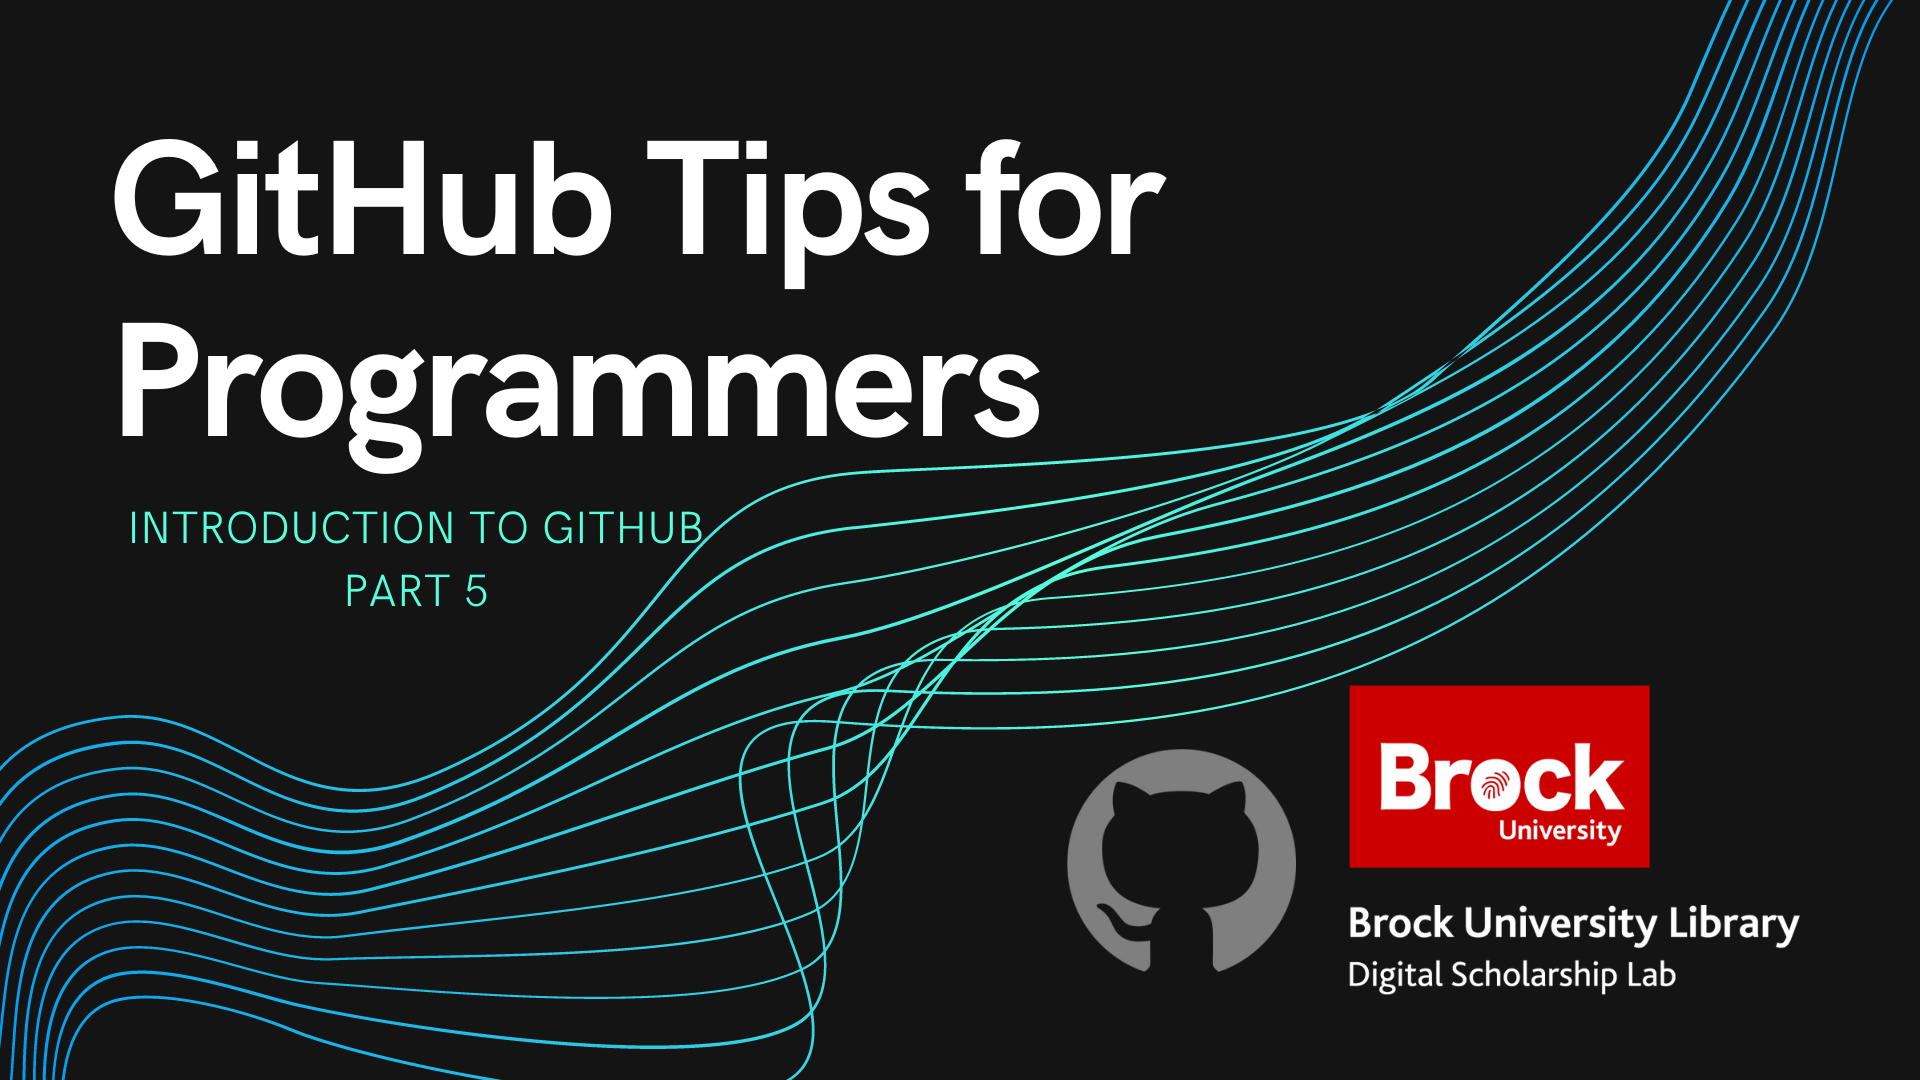 GitHub Tips for
Programmers
INTRODUCTION TO GITHUB
PART 5
Brock
University
Brock University Library
Digital Scholarship Lab